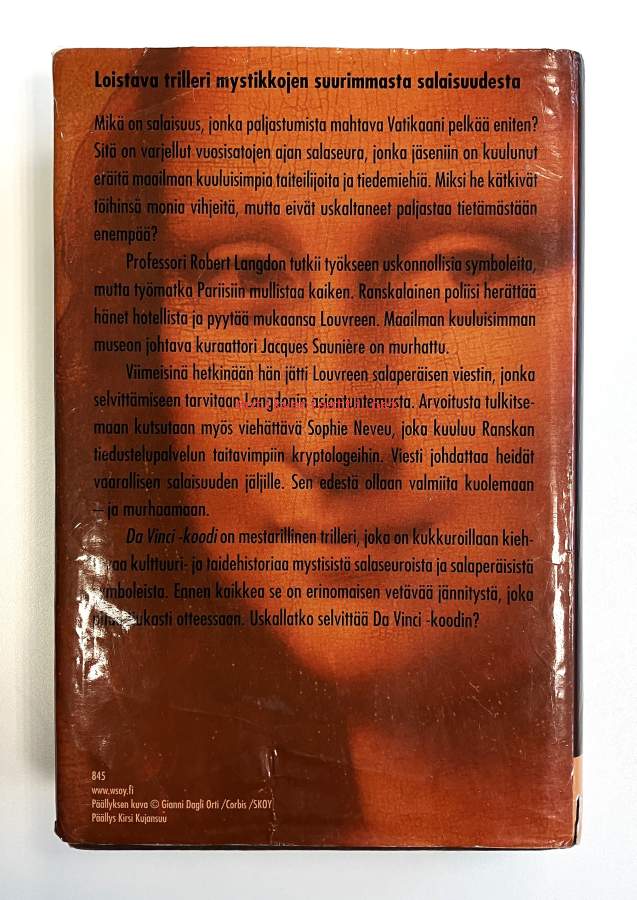 Loistava trilleri mystikkojen suurimmasta salaisuudesta
Mikä on salaisuus, jonka paljastumista mahtava Vatikaani pelkää eniten?
Sitä on varjellut vuosisatojen ajan salaseura, jonka jäseniin on kuulunut
eräitä maailman kuuluisimpia taiteilijoita ja tiedemiehiä. Miksi he kätkivät
töihinsä monia vihjeitä, mutta eivät uskaltaneet paljastaa tietämästään
enempää?
Professori Robert Langdon tutkii työkseen uskonnollisia symboleita,
mutta työmatka Pariisiin mullistaa kaiken. Ranskalainen poliisi herättää
hänet hotellista ja pyytää mukaansa Louvreen. Maailman kuuluisimman
museon johtava kuraattori Jacques Saunière on murhattu.
Viimeisinä hetkinään hän jätti Louvreen salaperäisen viestin, jonka
selvittämiseen tarvitaan Langdonin asiantuntemusta. Arvoitusta tulkitse-
maan kutsutaan myös viehättävä Sophie Neveu, joka kuuluu Ranskan
tiedustelupalvelun taitavimpiin kryptologeihin. Viesti johdattaa heidät
vaarallisen salaisuuden jäljille. Sen edestä ollaan valmiita kuolemaan
– ja murhaamaan.
Da Vinci -koodi on mestarillinen trilleri, joka on kukkuroillaan kieh-
kulttuuri- ja taidehistoriaa mystisistä salaseuroista ja salaperäisistä
symboleista. Ennen kaikkea se on erinomaisen vetävää jännitystä, joka
otteessaan. Uskallatko selvittää Da Vinci -koodin?
845
www.wsoy.fi
Päällyksen kuva © Gianni Dagli Orti /Corbis /SKOY
Päällys Kirsi Kujansuu